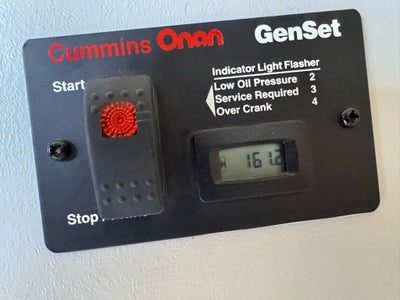 Cummins Onan GenSet
Indicator Light Flasher
Start
Low Oil Pressure 2
Service Required 3
Over Crank 4
161.2
Stop